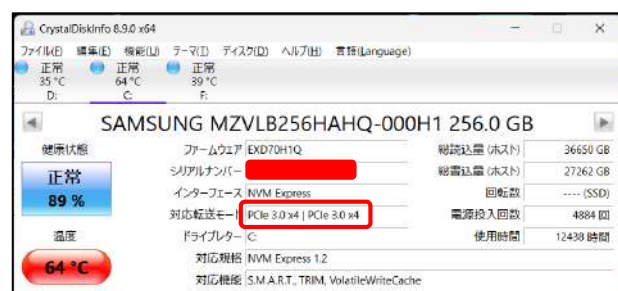 CrystalDiskInfo 8.9.0 x64
ファイル(F) 編集(E) 機能(U) テーマ(T) ディスク(D) ヘルプ(H) 言語(Language)
正常 正常 正常
35 °C 64 °C 39 °C
D: C: F:
SAMSUNG MZVLB256HAHQ-000H1 256.0 GB
健康状態 ファームウェア EXD70H1Q 総読込量 (ホスト) 36650 GB
正常 89 % シリアルナンバー 総書込量 (ホスト) 27262 GB
インターフェース NVM Express 回転数 ---- (SSD)
対応転送モード PCIe 3.0 x4 | PCIe 3.0 x4 電源投入回数 4884 回
温度 ドライブレター C: 使用時間 12438 時間
64 °C 対応規格 NVM Express 1.2
対応機能 S.M.A.R.T., TRIM, VolatileWriteCache